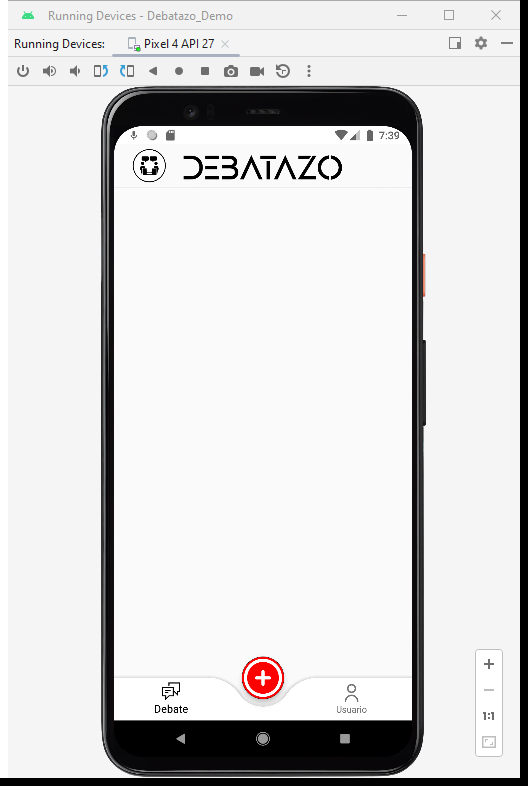 Running Devices - Debatazo_Demo
Running Devices:
Pixel 4 API 27
7:39
DEBATAZO
Debate
Usuario
1:1